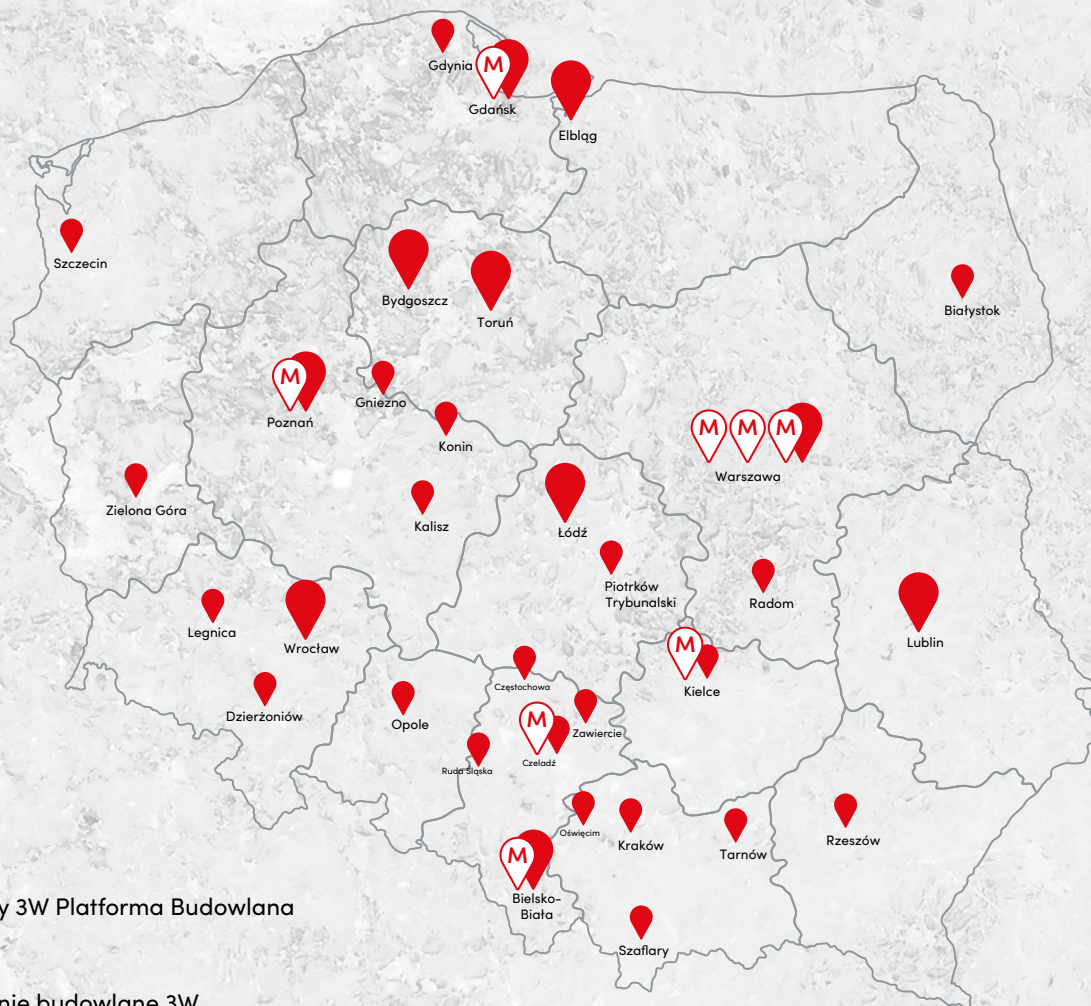 Gdynia
M
Gdańsk
Elbląg
Szczecin
Bydgoszcz
Toruń
Białystok
M
Poznań
Gniezno
Konin
M M M
Warszawa
Zielona Góra
Kalisz
Łódź
Piotrków
Trybunalski
Radom
Legnica
Wrocław
Lublin
M
Kielce
Częstochowa
Dzierżoniów
Opole
M
Zawiercie
Czeladź
Ruda Śląska
Oświęcim
Kraków
Tarnów
Rzeszów
M
Bielsko-
Biała
Szaflary
y 3W Platforma Budowlana
nie budowlane 3W